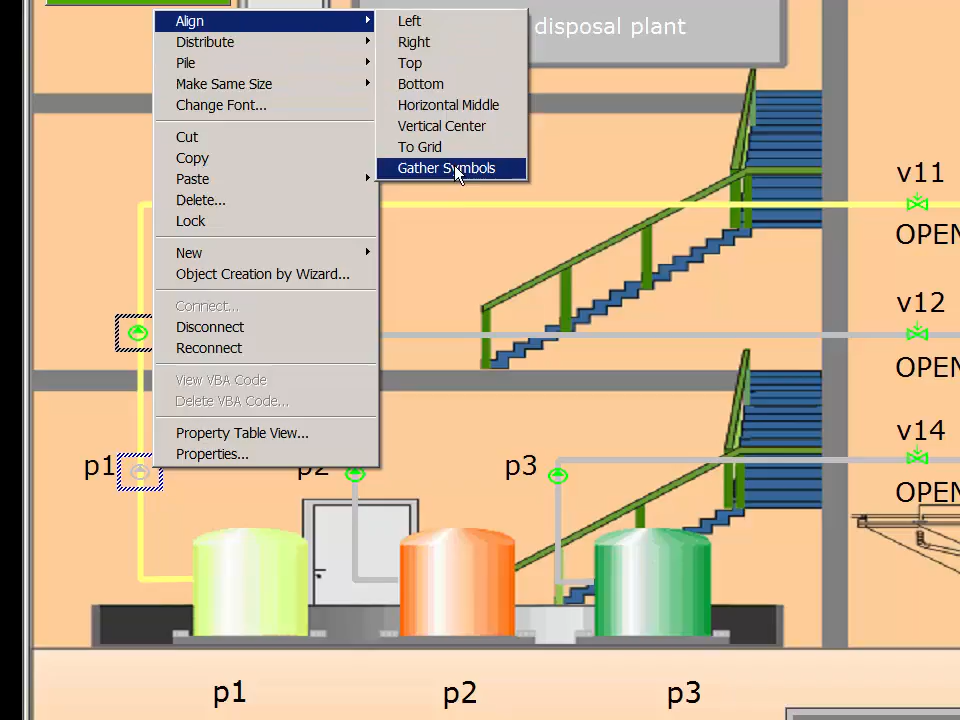 disposal plant
Align
Distribute
Pile
Make Same Size
Change Font...
Cut
Copy
Paste
Delete...
Lock
New
Object Creation by Wizard...
Connect...
Disconnect
Reconnect
View VBA Code
Delete VBA Code...
Property Table View...
Properties...
Left
Right
Top
Bottom
Horizontal Middle
Vertical Center
To Grid
Gather Symbols
v11
OPEN
v12
OPEN
v14
OPEN
p1
p2
p3
p1
p2
p3